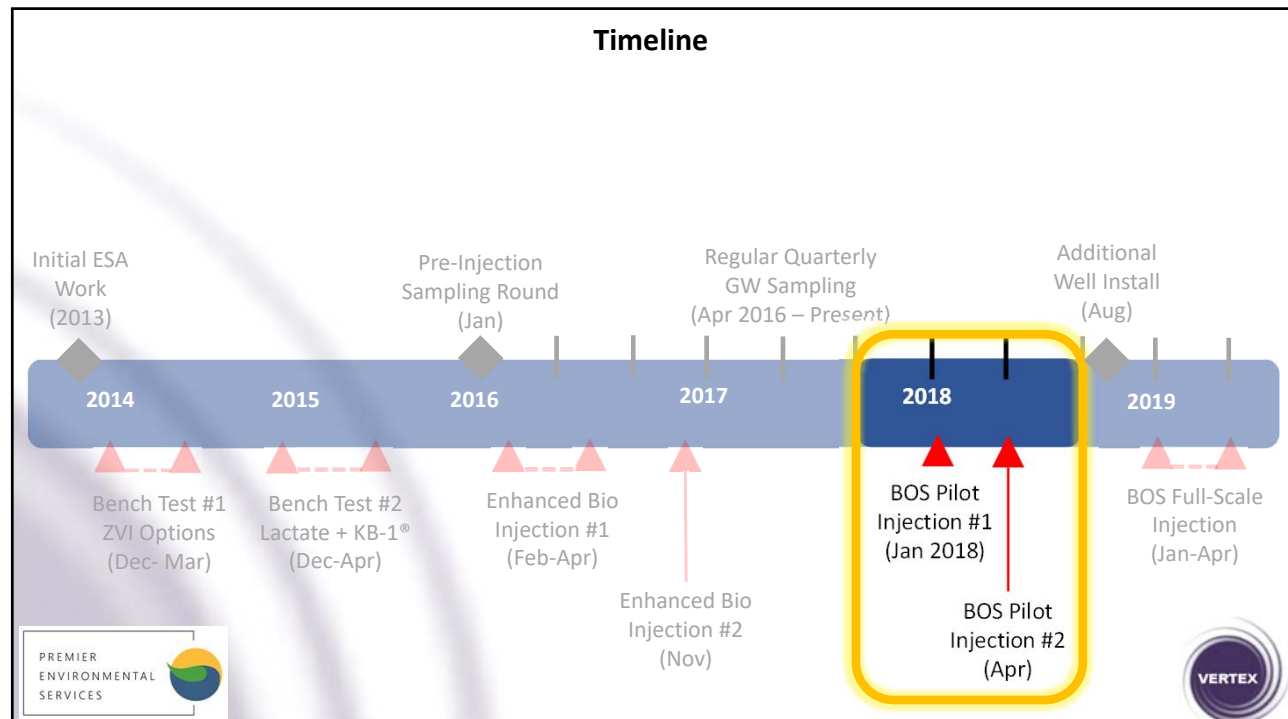 Timeline
Initial ESA
Work
(2013)
Pre-Injection
Sampling Round
(Jan)
Regular Quarterly
GW Sampling
(Apr 2016 – Present)
Additional
Well Install
(Aug)
2014
2015
2016
2017
2018
2019
Bench Test #1
ZVI Options
(Dec- Mar)
Bench Test #2
Lactate + KB-1®
(Dec-Apr)
Enhanced Bio
Injection #1
(Feb-Apr)
Enhanced Bio
Injection #2
(Nov)
BOS Pilot
Injection #1
(Jan 2018)
BOS Pilot
Injection #2
(Apr)
BOS Full-Scale
Injection
(Jan-Apr)
PREMIER
ENVIRONMENTAL
SERVICES
VERTEX